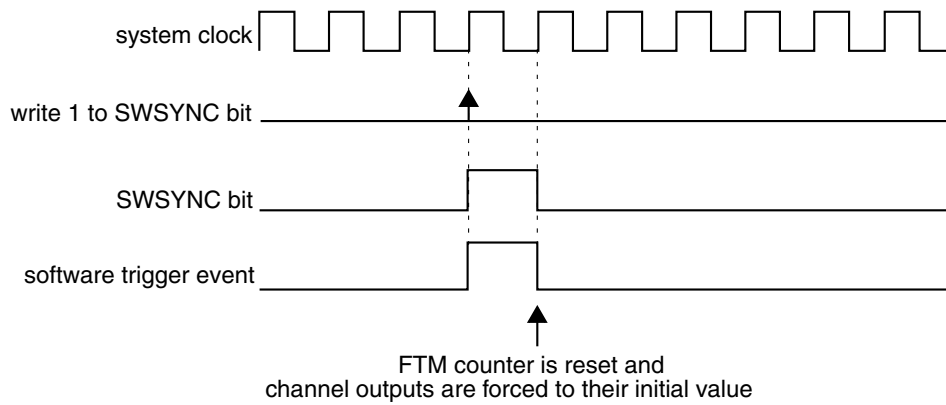 system clock
write 1 to SWSYNC bit
SWSYNC bit
software trigger event
FTM counter is reset and
channel outputs are forced to their initial value